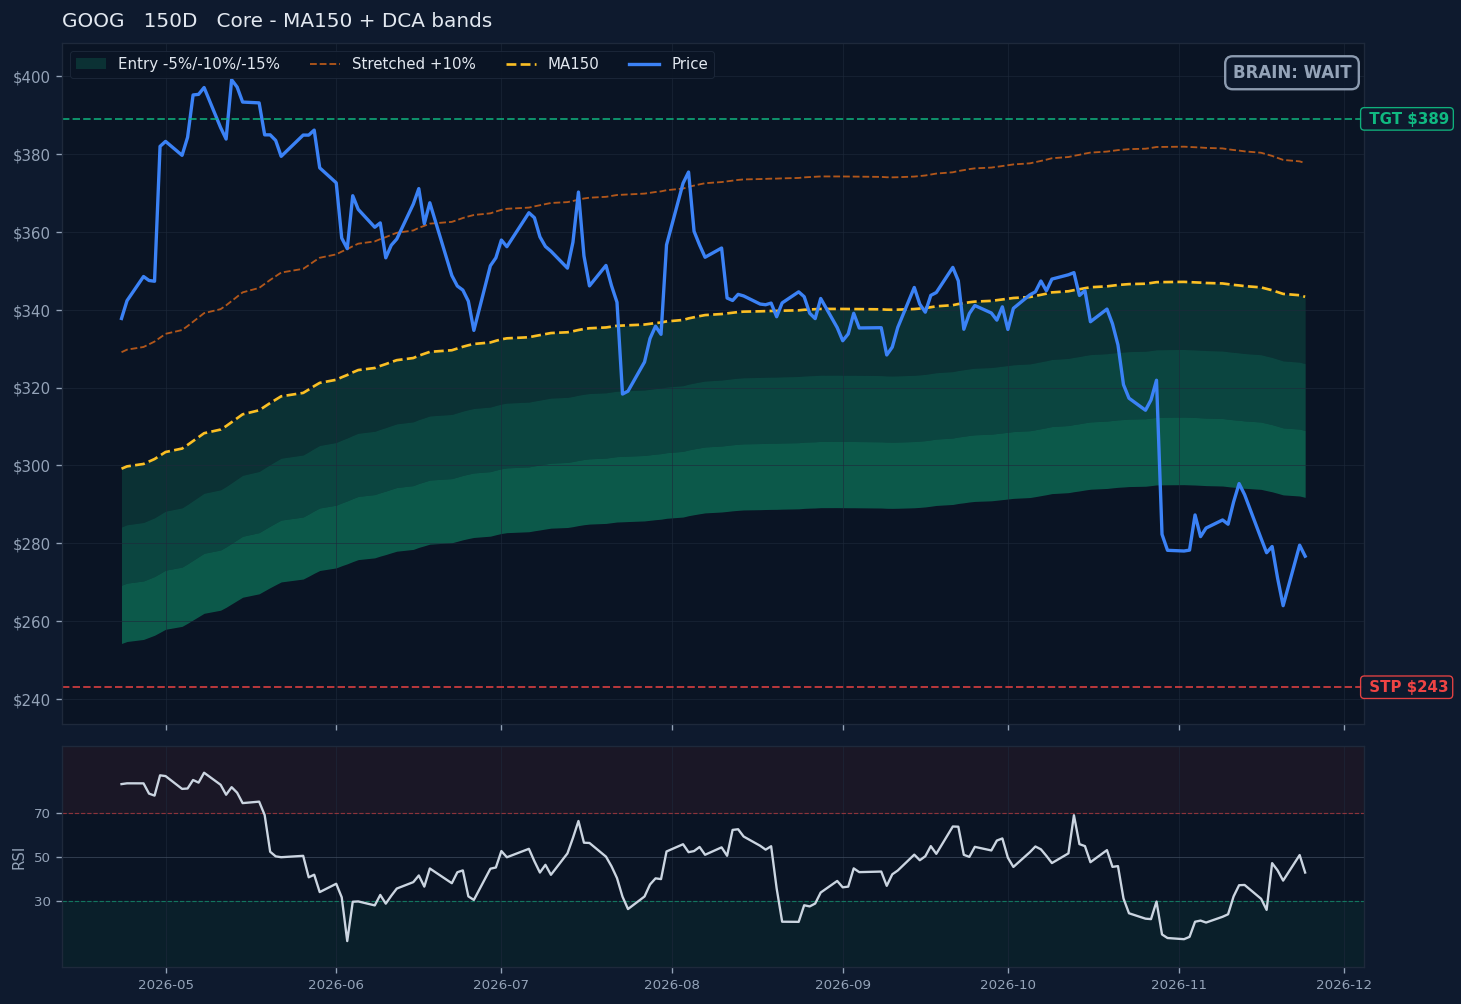 GOOG 150D Core - MA150 + DCA bands
Entry -5%/-10%/-15% Stretched +10% MA150 Price
BRAIN: WAIT
$400
TGT $389
$380
$360
$340
$320
$300
$280
$260
$240
STP $243
RSI
70
50
30
2026-05 2026-06 2026-07 2026-08 2026-09 2026-10 2026-11 2026-12